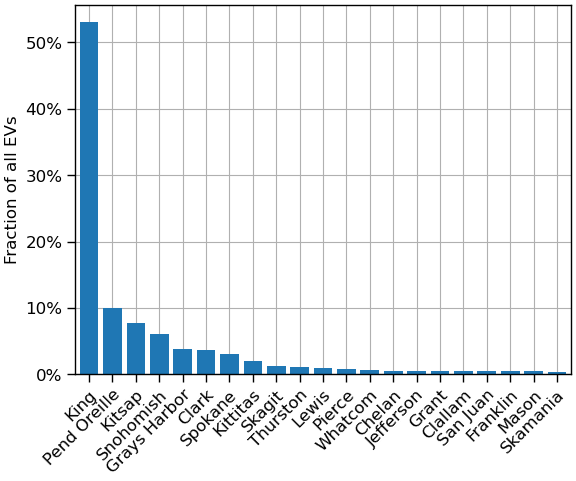 50%
40%
30%
20%
10%
0%
Fraction of all EVs
King
Pend Oreille
Kitsap
Snohomish
Grays Harbor
Clark
Spokane
Kittitas
Skagit
Thurston
Lewis
Pierce
Whatcom
Chelan
Jefferson
Grant
Clallam
San Juan
Franklin
Mason
Skamania